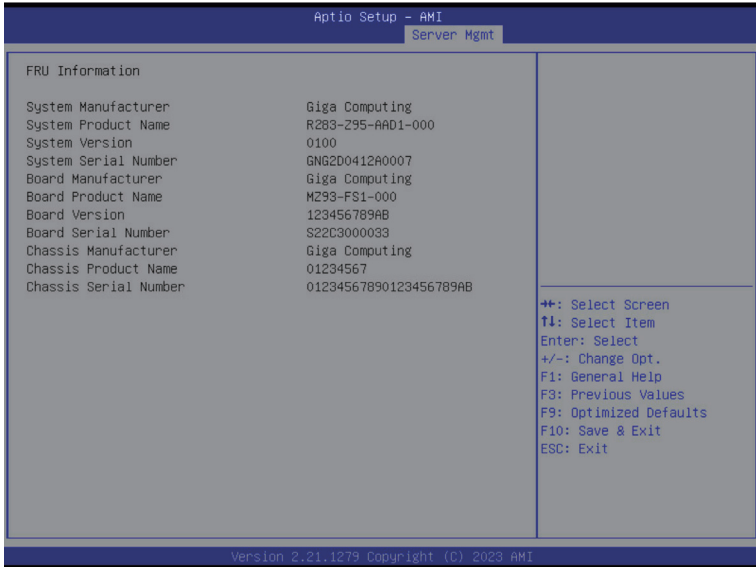 Aptio Setup – AMI
Server Mgmt
FRU Information
System Manufacturer Giga Computing
System Product Name R283-Z95-AAD1-000
System Version 0100
System Serial Number GNG2D0412A0007
Board Manufacturer Giga Computing
Board Product Name MZ93-FS1-000
Board Version 123456789AB
Board Serial Number S22C3000033
Chassis Manufacturer Giga Computing
Chassis Product Name 01234567
Chassis Serial Number 01234567890123456789AB
→←: Select Screen
↑↓: Select Item
Enter: Select
+/-: Change Opt.
F1: General Help
F3: Previous Values
F9: Optimized Defaults
F10: Save & Exit
ESC: Exit
Version 2.21.1279 Copyright (C) 2023 AMI